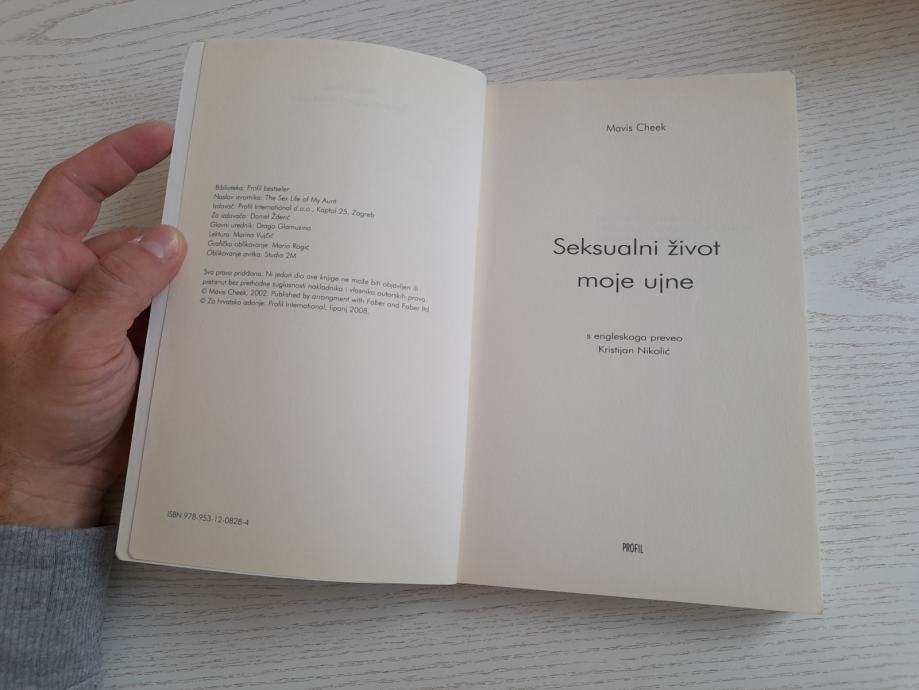 Biblioteka: Profil bestseler
Naslov izvornika: The Sex Life of My Aunt
Izdavač: Profil International d.o.o., Kaptol 25, Zagreb
Za izdavača: Daniel Žderić
Glavni urednik: Drago Glamuzina
Lektura: Marina Vujčić
Grafičko oblikovanje: Mario Rogić
Oblikovanje ovitka: Studio 2M
Sva prava pridržana. Ni jedan dio ove knjige ne može biti objavljen ili
pretisnut bez prethodne suglasnosti nakladnika i vlasnika autorskih prava.
© Mavis Cheek, 2002. Published by arrangment with Faber and Faber ltd.
© Za hrvatsko izdanje: Profil International, lipanj 2008.
ISBN 978-953-12-0828-4
Mavis Cheek
Seksualni život
moje ujne
s engleskoga preveo
Kristijan Nikolić
PROFIL